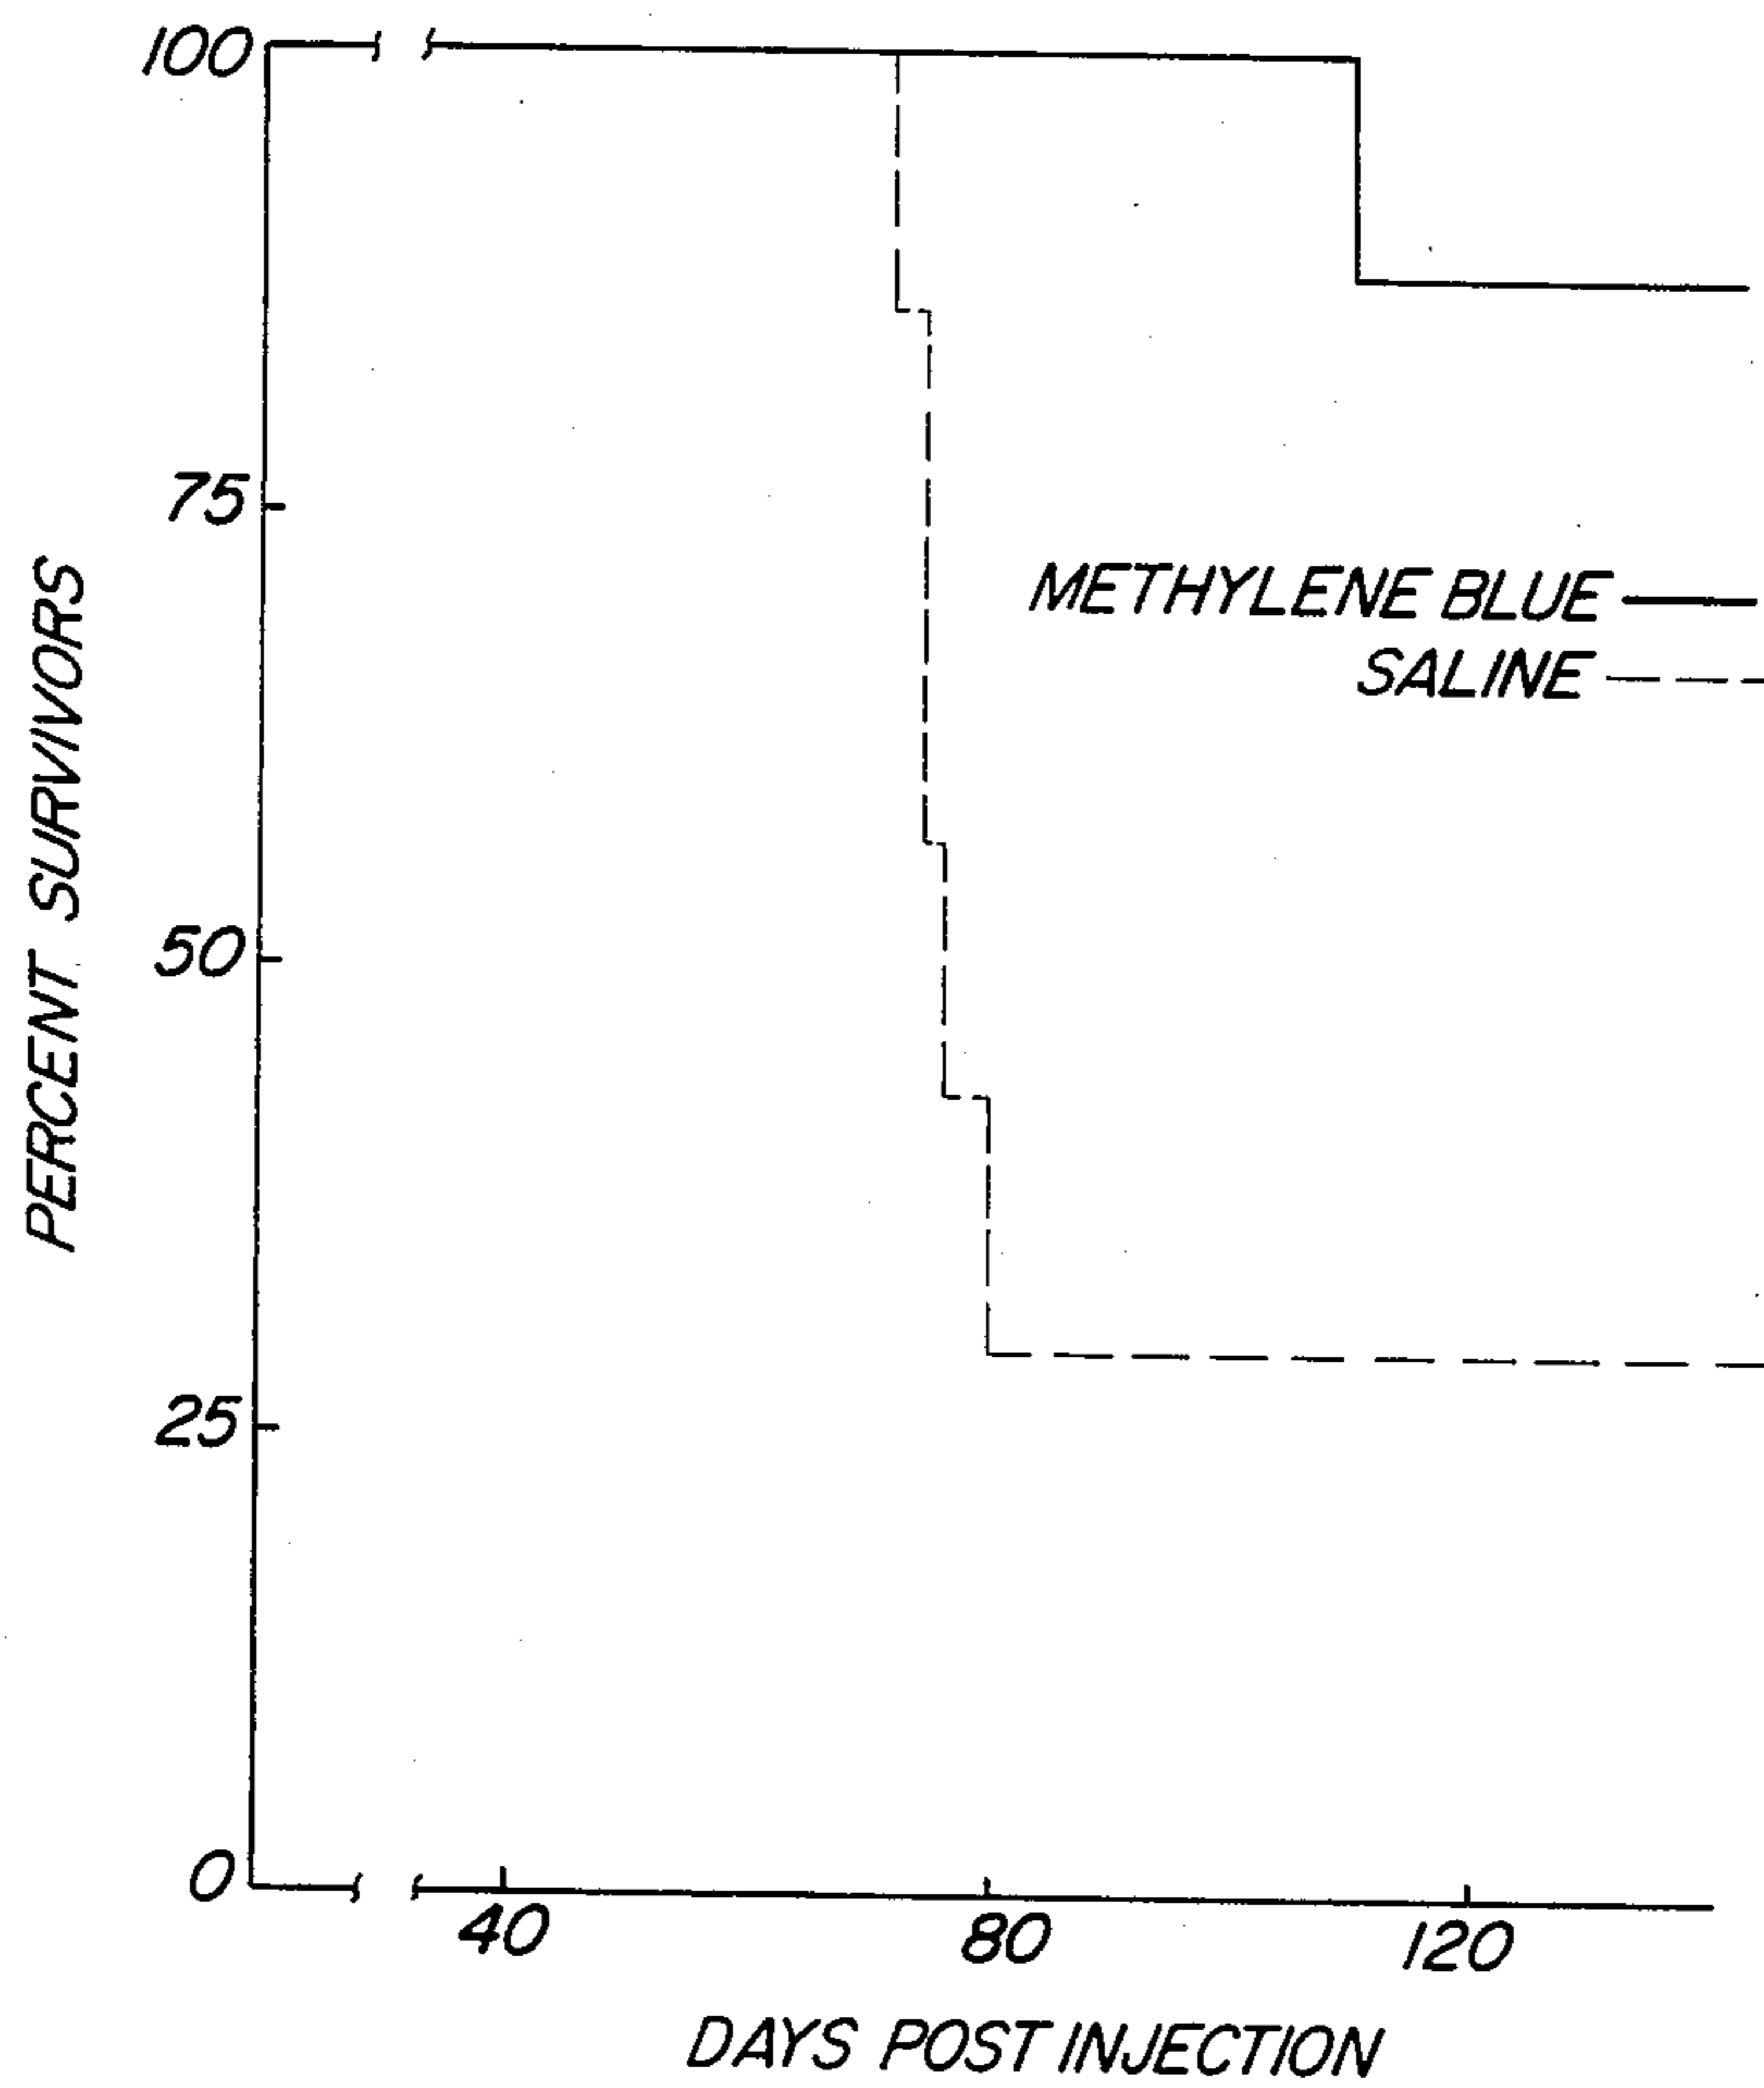 100
75
METHYLENE BLUE
SALINE
PERCENT SURVIVORS
50
25
0
40 80 120
DAYS POST INJECTION